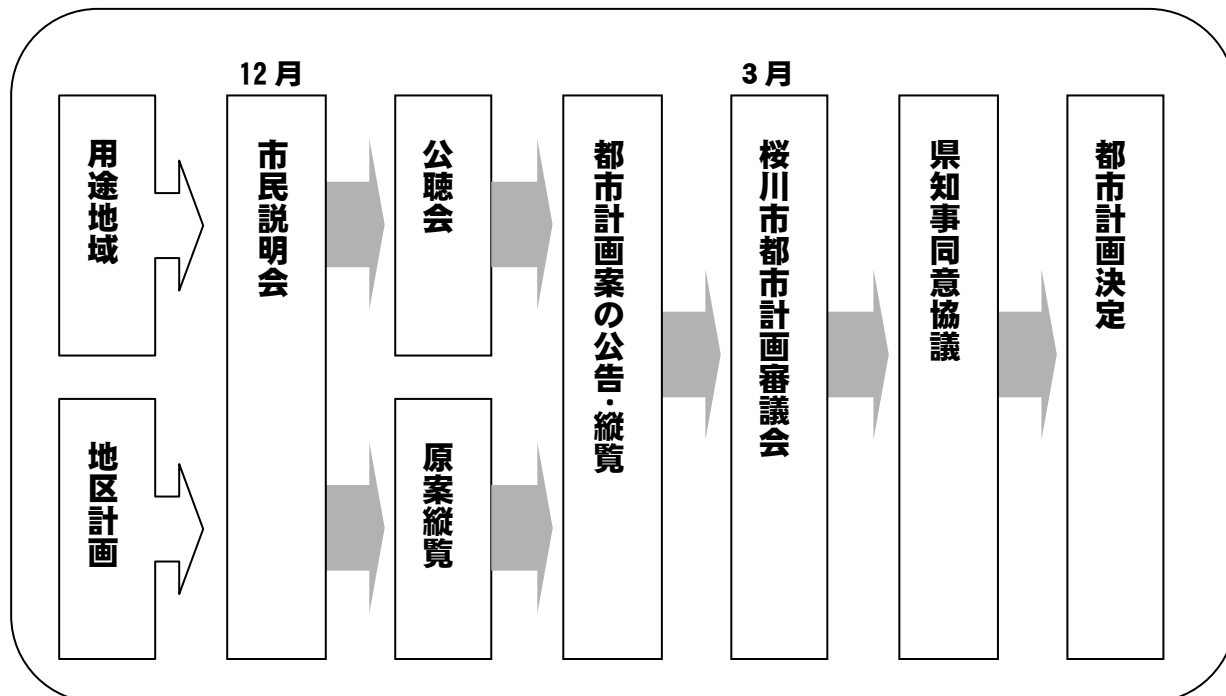 12月
3月
用途地域
地区計画
市民説明会
公聴会
原案縦覧
都市計画案の公告・縦覧
桜川市都市計画審議会
県知事同意協議
都市計画決定